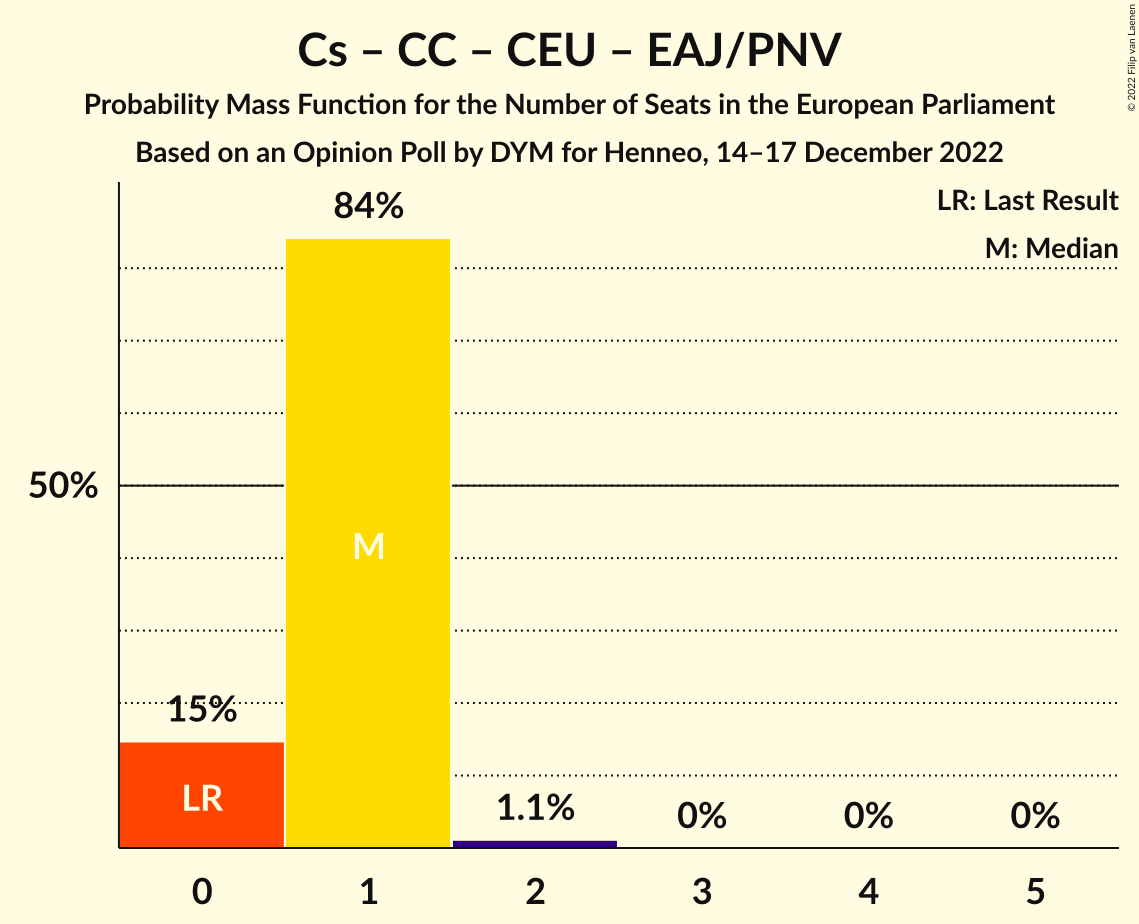 Cs – CC – CEU – EAJ/PNV
Probability Mass Function for the Number of Seats in the European Parliament
Based on an Opinion Poll by DYM for Henneo, 14–17 December 2022
© 2022 Filip van Laenen
LR: Last Result
M: Median
84%
50%
M
15%
LR
1.1%
0%
0%
0%
0 1 2 3 4 5